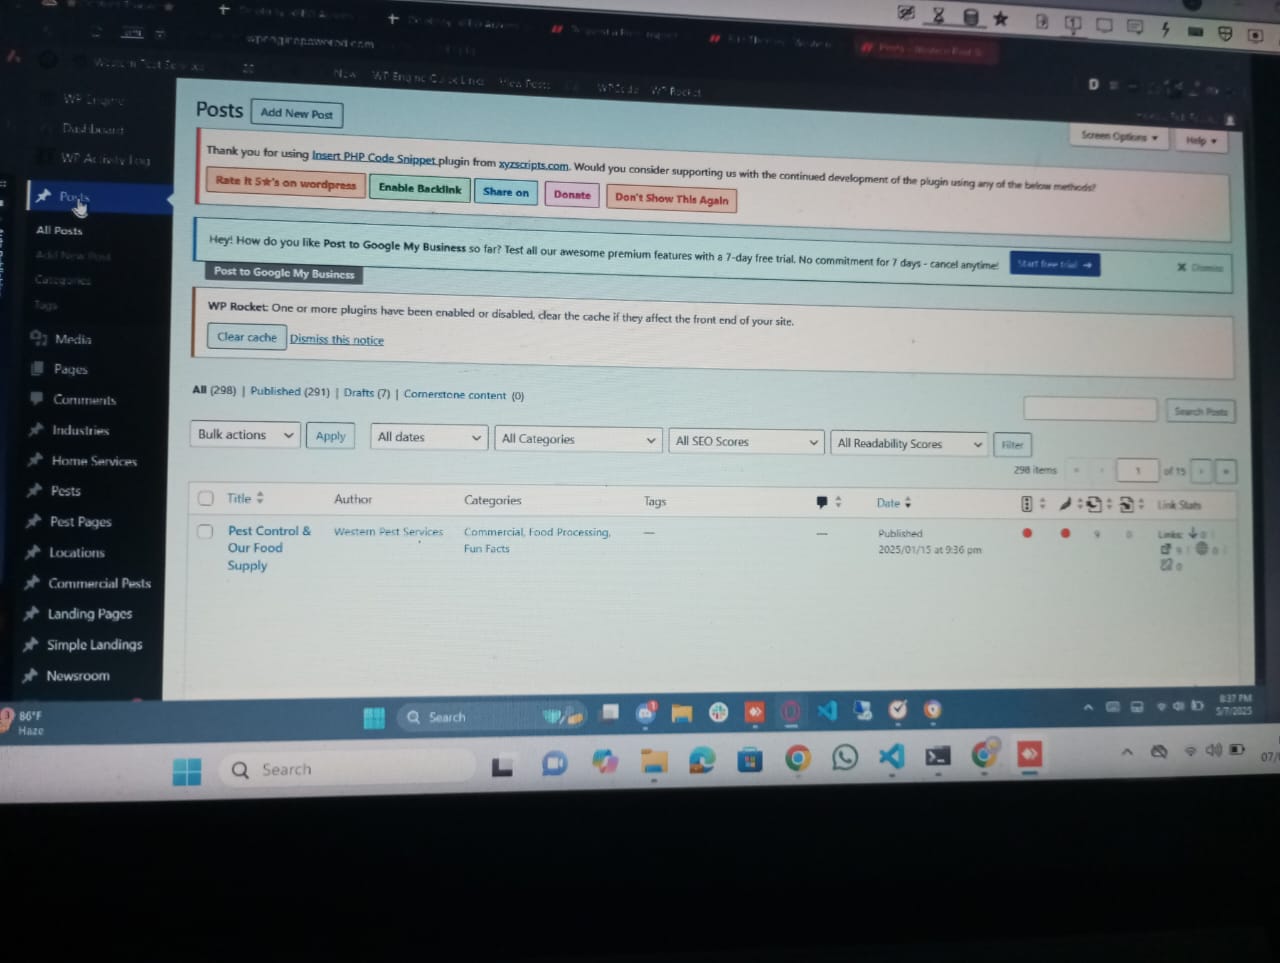 wpenginepowered.com
New WP Engine Quick Links View Posts WPCode WP Rocket
WP Engine
Dashboard
WP Activity Log
Posts
All Posts
Add New Post
Categories
Tags
Media
Pages
Comments
Industries
Home Services
Pests
Pest Pages
Locations
Commercial Pests
Landing Pages
Simple Landings
Newsroom
Posts Add New Post
Screen Options Help
Thank you for using Insert PHP Code Snippet plugin from xyzscripts.com. Would you consider supporting us with the continued development of the plugin using any of the below methods?
Rate It 5★'s on wordpress Enable Backlink Share on Donate Don't Show This Again
Hey! How do you like Post to Google My Business so far? Test all our awesome premium features with a 7-day free trial. No commitment for 7 days - cancel anytime! Start free trial → Dismiss
Post to Google My Business
WP Rocket: One or more plugins have been enabled or disabled, clear the cache if they affect the front end of your site.
Clear cache Dismiss this notice
All (298) | Published (291) | Drafts (7) | Cornerstone content (0)
Search Posts
Bulk actions Apply All dates All Categories All SEO Scores All Readability Scores Filter
298 items « ‹ 1 of 15 › »
Title Author Categories Tags Date Link Stats
Pest Control & Western Pest Services Commercial, Food Processing, — — Published 9 0 Links: 0
Our Food Fun Facts 2025/01/15 at 9:36 pm 9 0
Supply 0
86°F
Haze
Search
8:37 PM
5/7/2025
Search
07/